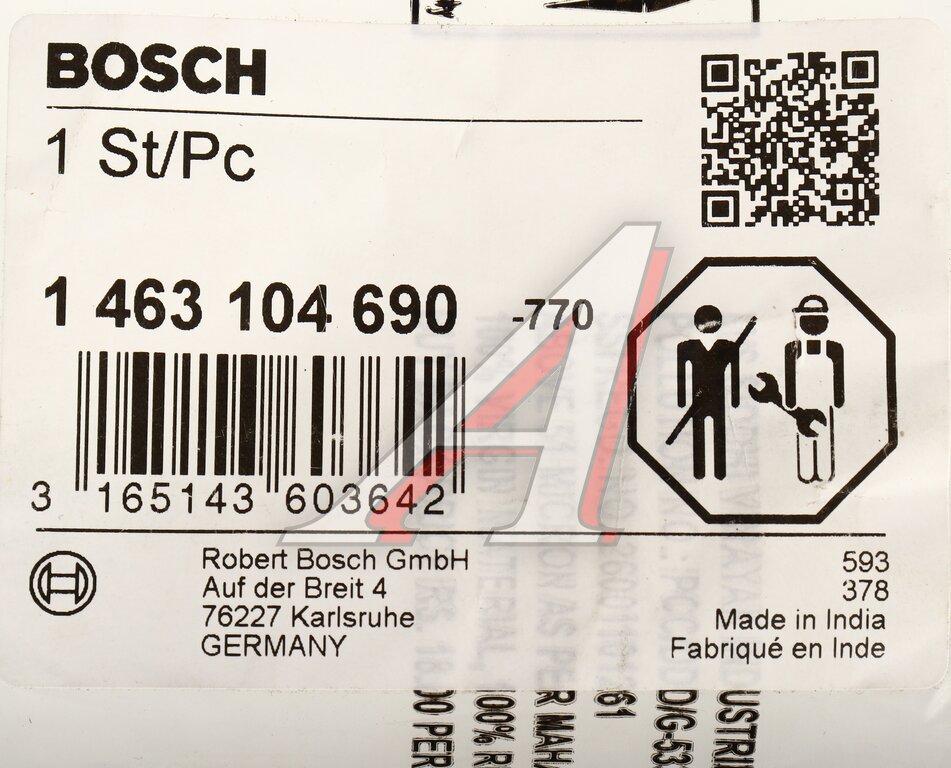 BOSCH
1 St/Pc
1 463 104 690 -770
3 165143 603642
Robert Bosch GmbH
Auf der Breit 4
76227 Karlsruhe
GERMANY
593
378
Made in India
Fabriqué en Inde